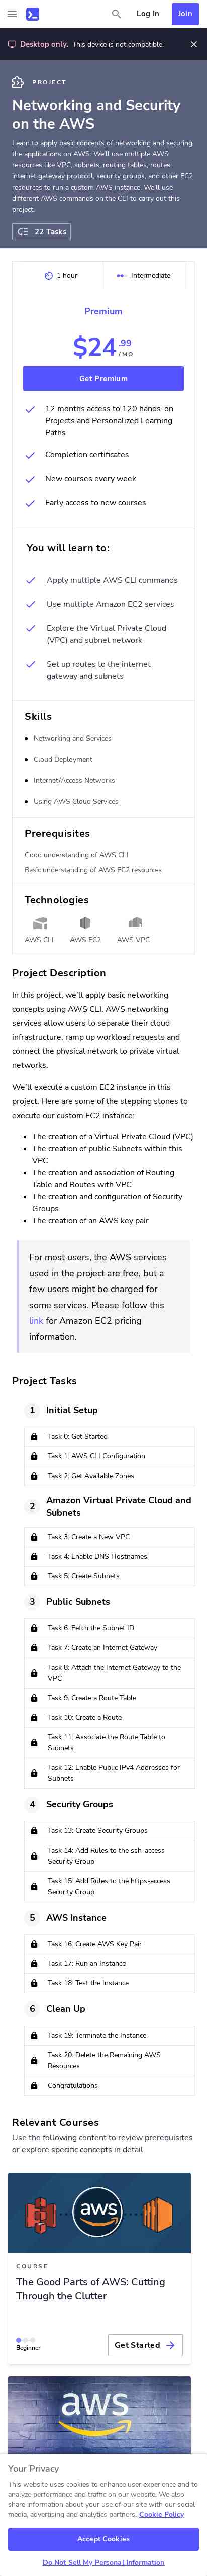 Log In
Join
Desktop only. This device is not compatible.
PROJECT
Networking and Security
on the AWS
Learn to apply basic concepts of networking and securing
the applications on AWS. We'll use multiple AWS
resources like VPC, subnets, routing tables, routes,
internet gateway protocol, security groups, and other EC2
resources to run a custom AWS instance. We'll use
different AWS commands on the CLI to carry out this
project.
22 Tasks
1 hour
Intermediate
Premium
$24 .99 /MO
Get Premium
12 months access to 120 hands-on
Projects and Personalized Learning
Paths
Completion certificates
New courses every week
Early access to new courses
You will learn to:
Apply multiple AWS CLI commands
Use multiple Amazon EC2 services
Explore the Virtual Private Cloud
(VPC) and subnet network
Set up routes to the internet
gateway and subnets
Skills
Networking and Services
Cloud Deployment
Internet/Access Networks
Using AWS Cloud Services
Prerequisites
Good understanding of AWS CLI
Basic understanding of AWS EC2 resources
Technologies
AWS CLI
AWS EC2
AWS VPC
Project Description
In this project, we'll apply basic networking
concepts using AWS CLI. AWS networking
services allow users to separate their cloud
infrastructure, ramp up workload requests and
connect the physical network to private virtual
networks.
We'll execute a custom EC2 instance in this
project. Here are some of the stepping stones to
execute our custom EC2 instance:
The creation of a Virtual Private Cloud (VPC)
The creation of public Subnets within this
VPC
The creation and association of Routing
Table and Routes with VPC
The creation and configuration of Security
Groups
The creation of an AWS key pair
For most users, the AWS services
used in the project are free, but a
few users might be charged for
some services. Please follow this
link for Amazon EC2 pricing
information.
Project Tasks
1 Initial Setup
Task 0: Get Started
Task 1: AWS CLI Configuration
Task 2: Get Available Zones
2 Amazon Virtual Private Cloud and
Subnets
Task 3: Create a New VPC
Task 4: Enable DNS Hostnames
Task 5: Create Subnets
3 Public Subnets
Task 6: Fetch the Subnet ID
Task 7: Create an Internet Gateway
Task 8: Attach the Internet Gateway to the
VPC
Task 9: Create a Route Table
Task 10: Create a Route
Task 11: Associate the Route Table to
Subnets
Task 12: Enable Public IPv4 Addresses for
Subnets
4 Security Groups
Task 13: Create Security Groups
Task 14: Add Rules to the ssh-access
Security Group
Task 15: Add Rules to the https-access
Security Group
5 AWS Instance
Task 16: Create AWS Key Pair
Task 17: Run an Instance
Task 18: Test the Instance
6 Clean Up
Task 19: Terminate the Instance
Task 20: Delete the Remaining AWS
Resources
Congratulations
Relevant Courses
Use the following content to review prerequisites
or explore specific concepts in detail.
aws
COURSE
The Good Parts of AWS: Cutting
Through the Clutter
Beginner
Get Started
aws
Your Privacy
This website uses cookies to enhance user experience and to
analyze performance and traffic on our website. We also
share information about your use of our site with our social
media, advertising and analytics partners. Cookie Policy
Accept Cookies
Do Not Sell My Personal Information